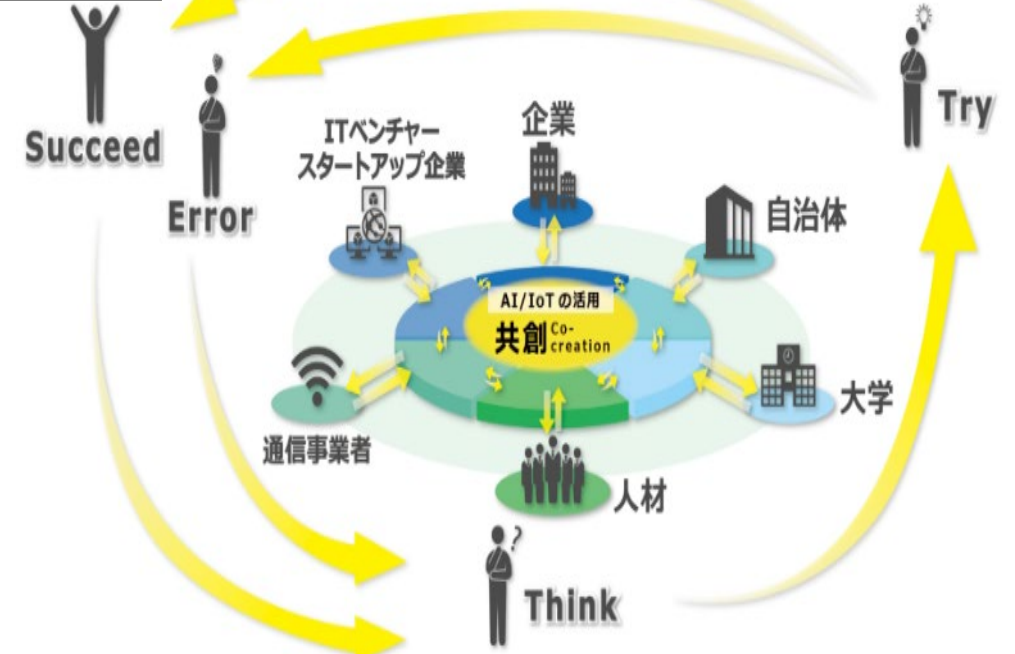 Succeed
Error
Try
ITベンチャー
スタートアップ企業
企業
自治体
AI/IoTの活用
共創 Co-
creation
通信事業者
大学
人材
Think